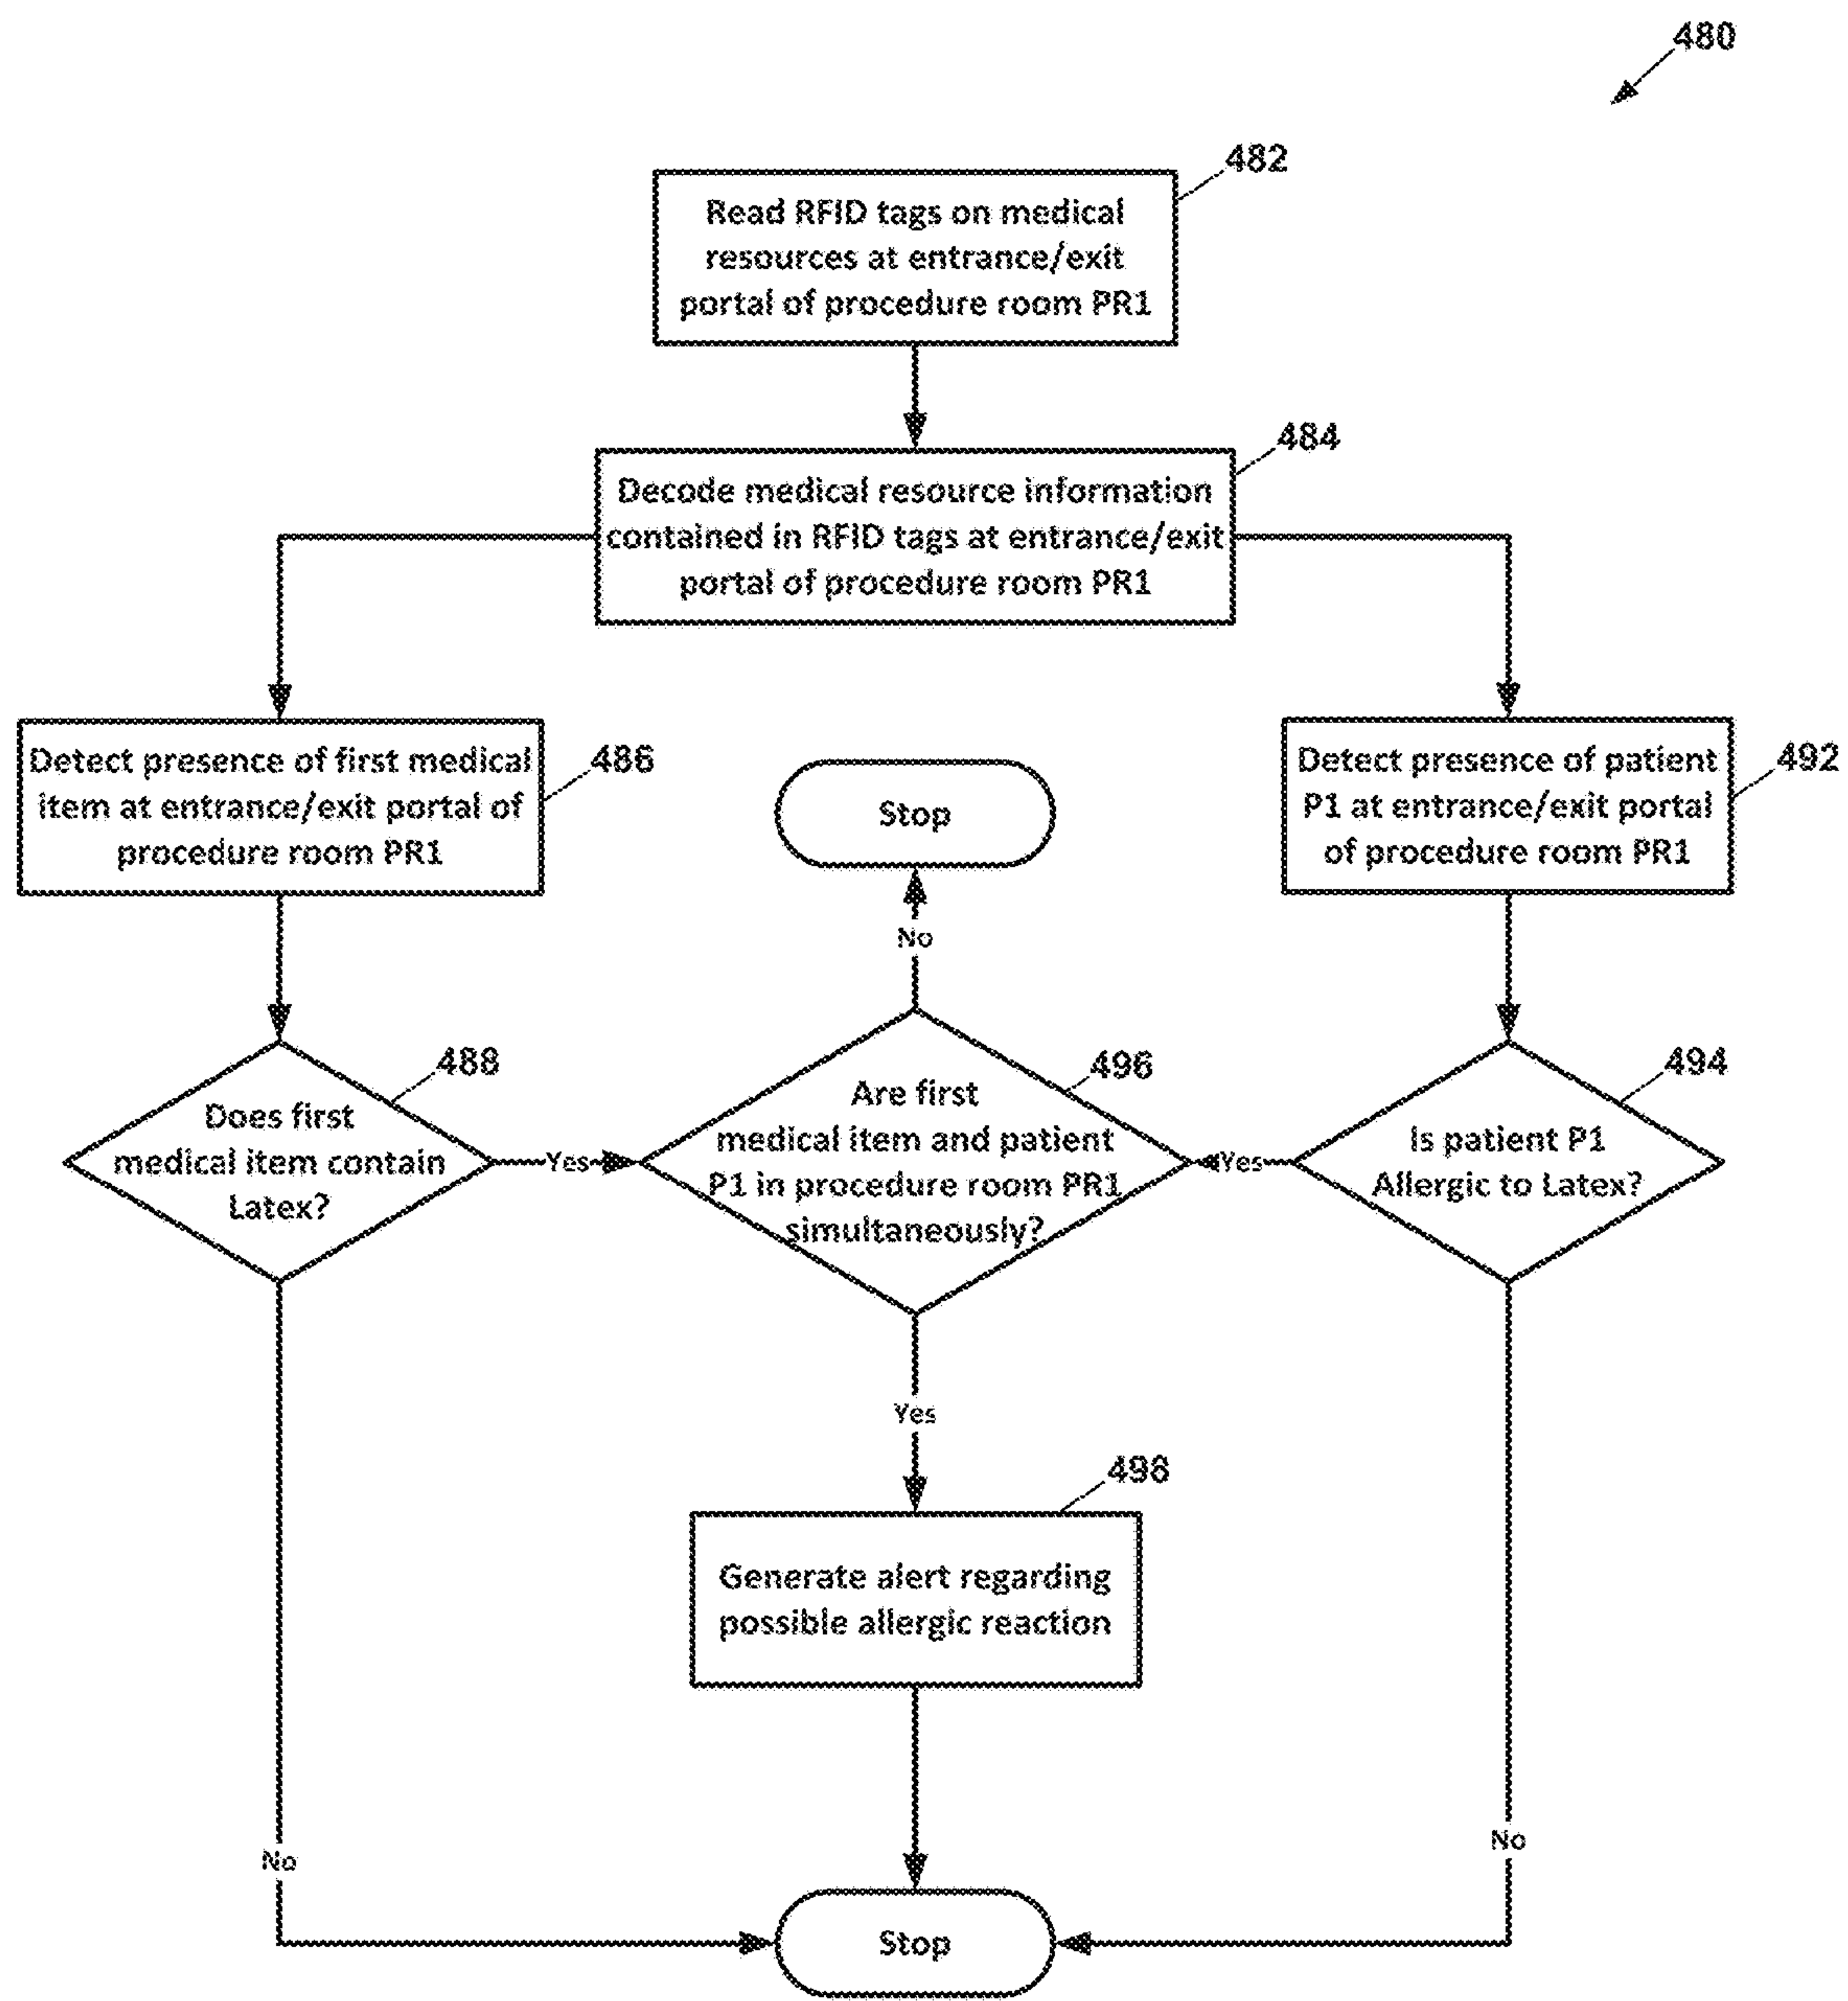 480
482
Read RFID tags on medical
resources at entrance/exit
portal of procedure room PR1
484
Decode medical resource information
contained in RFID tags at entrance/exit
portal of procedure room PR1
486
Detect presence of first medical
item at entrance/exit portal of
procedure room PR1
Stop
492
Detect presence of patient
P1 at entrance/exit portal
of procedure room PR1
No
488
Does first
medical item contain
Latex?
Yes
496
Are first
medical item and patient
P1 in procedure room PR1
simultaneously?
Yes
494
Is patient P1
Allergic to Latex?
Yes
498
Generate alert regarding
possible allergic reaction
No
No
Stop